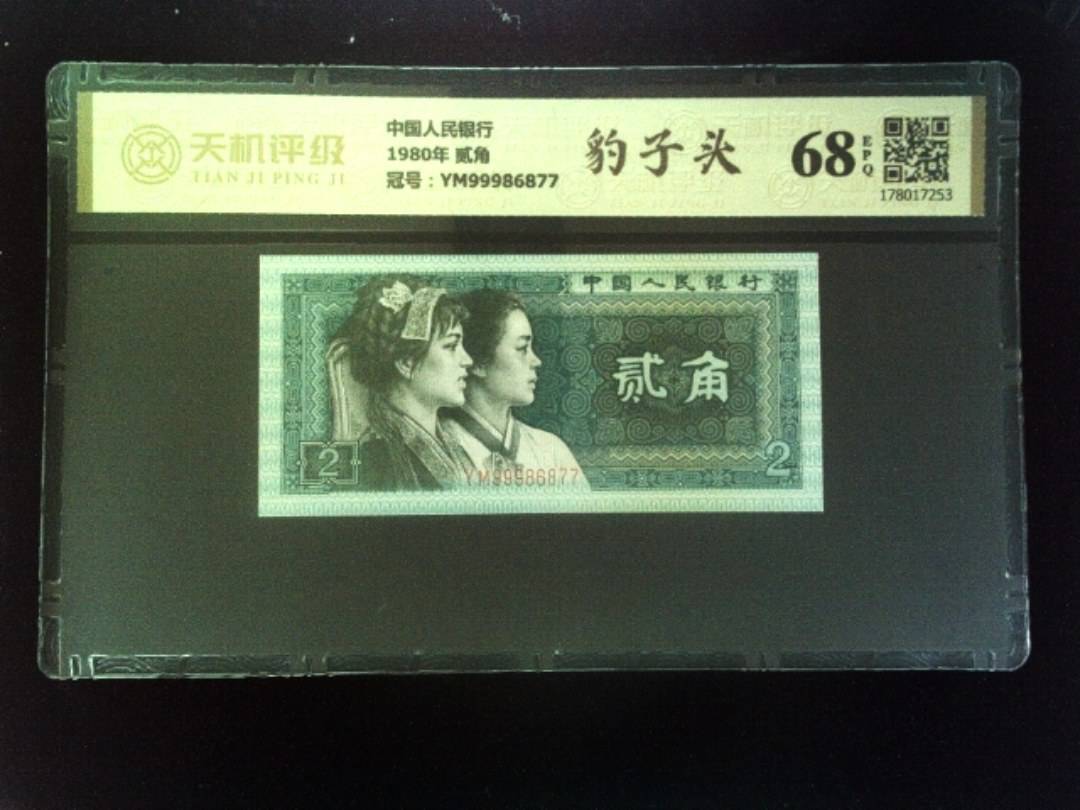 天机评级
TIAN JI PING JI
中国人民银行
1980年 贰角
冠号：YM99986877
豹子头
68
EPQ
178017253
中国人民银行
贰角
2
2
YM99986877